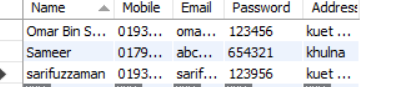 Name Mobile Email Password Address
Omar Bin S... 0193... oma... 123456 kuet ...
Sameer 0179... abc... 654321 khulna
sarifuzzaman 0193... sarif... 123956 kuet ...